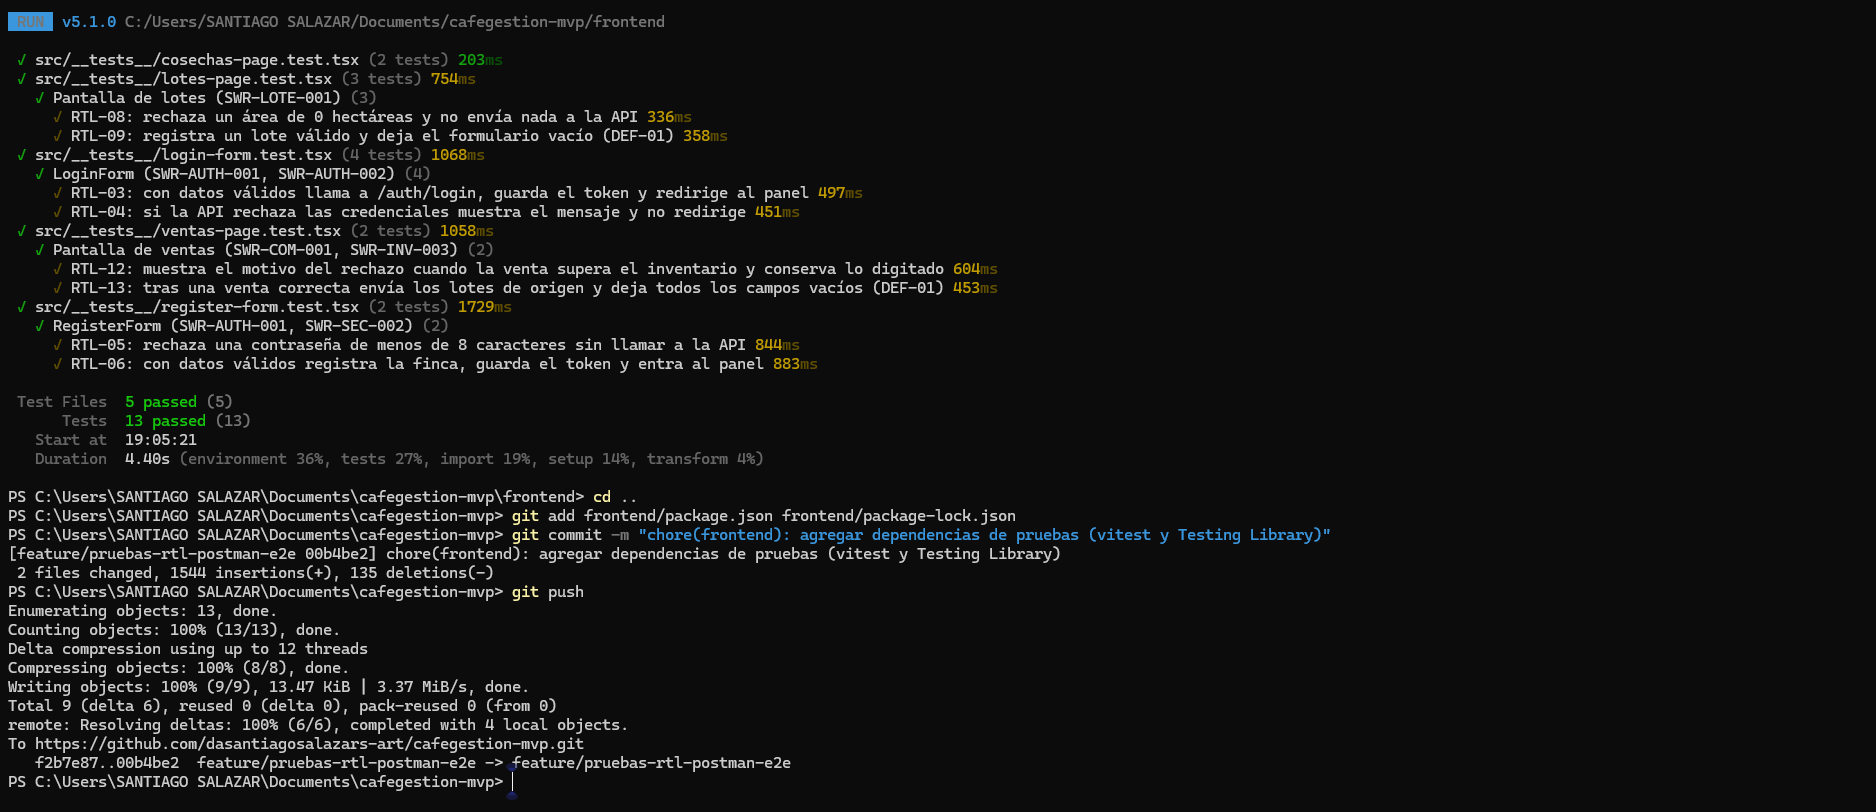 RUN v5.1.0 C:/Users/SANTIAGO SALAZAR/Documents/cafegestion-mvp/frontend
✓ src/__tests__/cosechas-page.test.tsx (2 tests) 203ms
✓ src/__tests__/lotes-page.test.tsx (3 tests) 754ms
✓ Pantalla de lotes (SWR-LOTE-001) (3)
✓ RTL-08: rechaza un área de 0 hectáreas y no envía nada a la API 336ms
✓ RTL-09: registra un lote válido y deja el formulario vacío (DEF-01) 358ms
✓ src/__tests__/login-form.test.tsx (4 tests) 1068ms
✓ LoginForm (SWR-AUTH-001, SWR-AUTH-002) (4)
✓ RTL-03: con datos válidos llama a /auth/login, guarda el token y redirige al panel 497ms
✓ RTL-04: si la API rechaza las credenciales muestra el mensaje y no redirige 451ms
✓ src/__tests__/ventas-page.test.tsx (2 tests) 1058ms
✓ Pantalla de ventas (SWR-COM-001, SWR-INV-003) (2)
✓ RTL-12: muestra el motivo del rechazo cuando la venta supera el inventario y conserva lo digitado 604ms
✓ RTL-13: tras una venta correcta envía los lotes de origen y deja todos los campos vacíos (DEF-01) 453ms
✓ src/__tests__/register-form.test.tsx (2 tests) 1729ms
✓ RegisterForm (SWR-AUTH-001, SWR-SEC-002) (2)
✓ RTL-05: rechaza una contraseña de menos de 8 caracteres sin llamar a la API 844ms
✓ RTL-06: con datos válidos registra la finca, guarda el token y entra al panel 883ms
Test Files 5 passed (5)
Tests 13 passed (13)
Start at 19:05:21
Duration 4.40s (environment 36%, tests 27%, import 19%, setup 14%, transform 4%)
PS C:\Users\SANTIAGO SALAZAR\Documents\cafegestion-mvp\frontend> cd ..
PS C:\Users\SANTIAGO SALAZAR\Documents\cafegestion-mvp> git add frontend/package.json frontend/package-lock.json
PS C:\Users\SANTIAGO SALAZAR\Documents\cafegestion-mvp> git commit -m "chore(frontend): agregar dependencias de pruebas (vitest y Testing Library)"
[feature/pruebas-rtl-postman-e2e 00b4be2] chore(frontend): agregar dependencias de pruebas (vitest y Testing Library)
2 files changed, 1544 insertions(+), 135 deletions(-)
PS C:\Users\SANTIAGO SALAZAR\Documents\cafegestion-mvp> git push
Enumerating objects: 13, done.
Counting objects: 100% (13/13), done.
Delta compression using up to 12 threads
Compressing objects: 100% (8/8), done.
Writing objects: 100% (9/9), 13.47 KiB | 3.37 MiB/s, done.
Total 9 (delta 6), reused 0 (delta 0), pack-reused 0 (from 0)
remote: Resolving deltas: 100% (6/6), completed with 4 local objects.
To https://github.com/dasantiagosalazars-art/cafegestion-mvp.git
f2b7e87..00b4be2 feature/pruebas-rtl-postman-e2e -> feature/pruebas-rtl-postman-e2e
PS C:\Users\SANTIAGO SALAZAR\Documents\cafegestion-mvp>